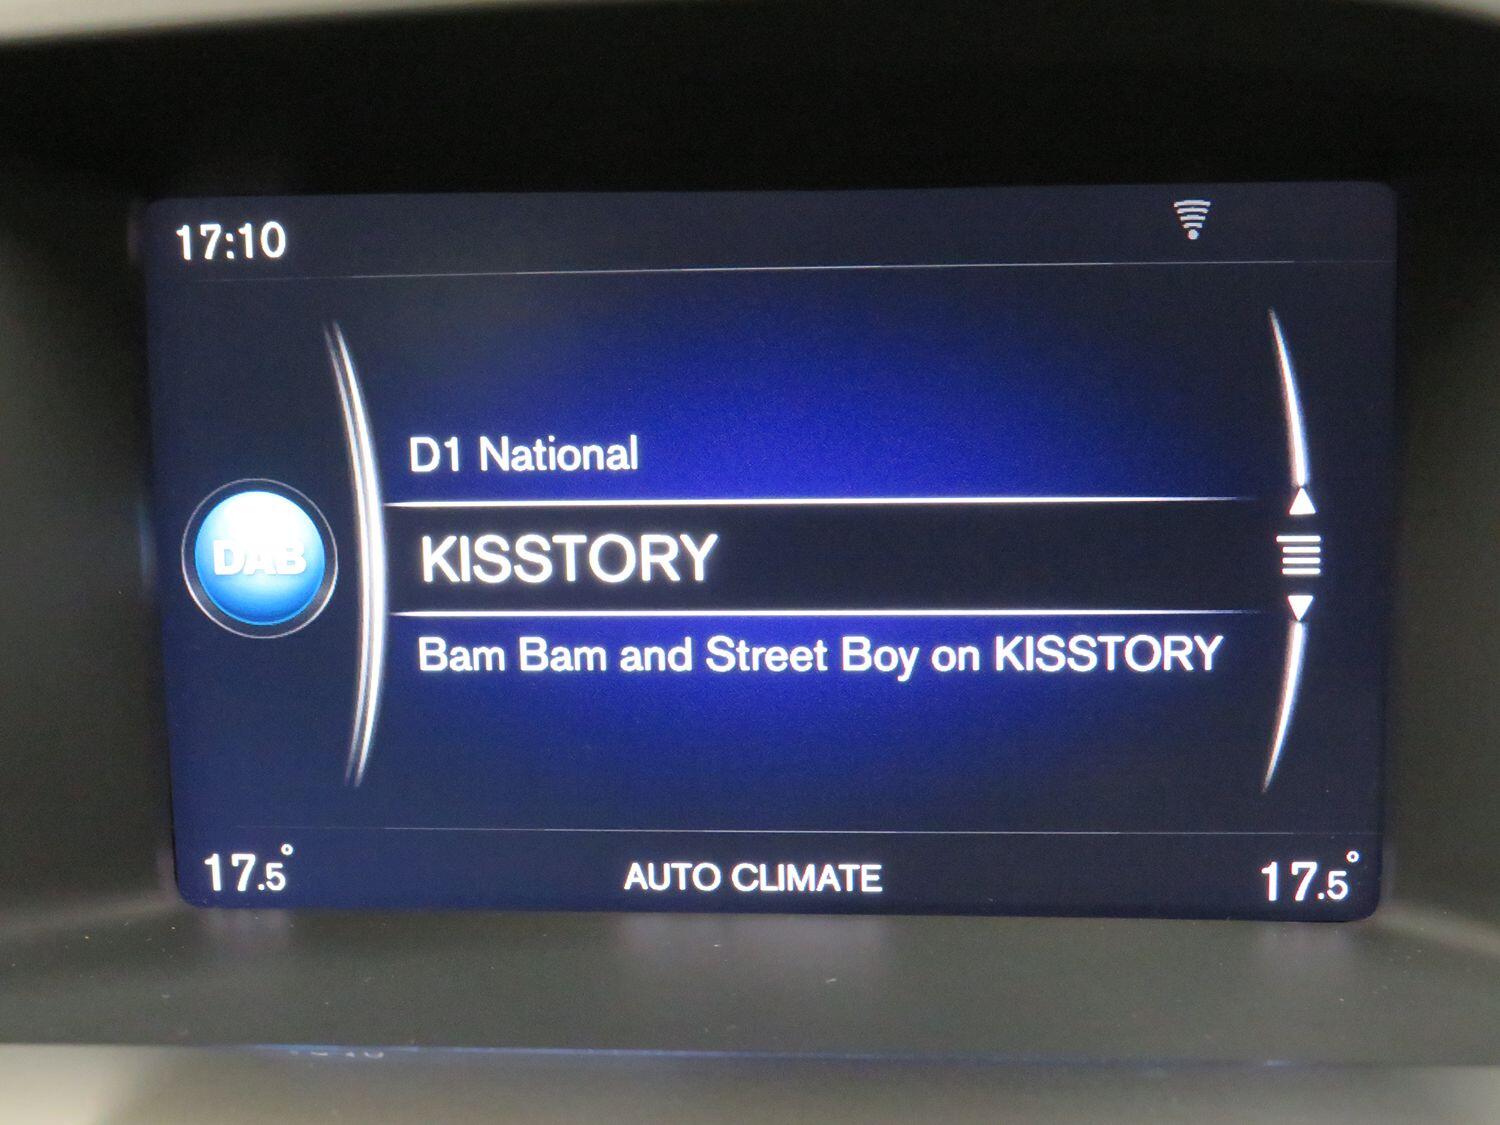 17:10
D1 National
DAB
KISSTORY
Bam Bam and Street Boy on KISSTORY
17.5°
AUTO CLIMATE
17.5°